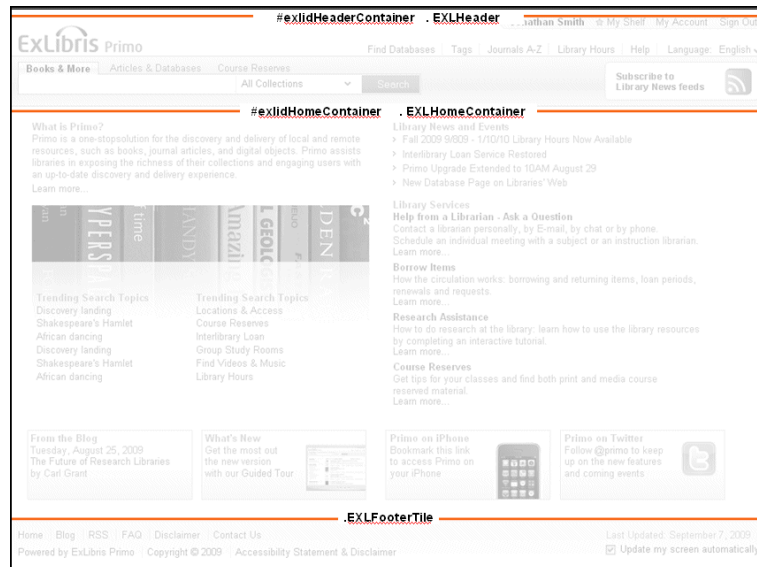 #exlidHeaderContainer . EXLHeader
Jonathan Smith ☆ My Shelf My Account Sign Out
ExLibris Primo
Find Databases Tags Journals A-Z Library Hours Help Language: English
Books & More Articles & Databases Course Reserves
All Collections Search
Subscribe to
Library News feeds
#exlidHomeContainer . EXLHomeContainer
What is Primo?
Primo is a one-stopsolution for the discovery and delivery of local and remote
resources, such as books, journal articles, and digital objects. Primo assists
libraries in exposing the richness of their collections and engaging users with
an up-to-date discovery and delivery experience.
Learn more...
HYPERSP
of time
HANDY
Amazing
GEOLOG
DEN
Trending Search Topics
Discovery landing
Shakespeare's Hamlet
African dancing
Discovery landing
Shakespeare's Hamlet
African dancing
Trending Search Topics
Locations & Access
Course Reserves
Interlibrary Loan
Group Study Rooms
Find Videos & Music
Library Hours
Library News and Events
Fall 2009 9/809 - 1/10/10 Library Hours Now Available
Interlibrary Loan Service Restored
Primo Upgrade Extended to 10AM August 29
New Database Page on Libraries' Web
Library Services
Help from a Librarian - Ask a Question
Contact a librarian personally, by E-mail, by chat or by phone.
Schedule an individual meeting with a subject or an instruction librarian.
Learn more...
Borrow Items
How the circulation works: borrowing and returning items, loan periods,
renewals and requests.
Learn more...
Research Assistance
How to do research at the library: learn how to use the library resources
by completing an interactive tutorial.
Learn more...
Course Reserves
Get tips for your classes and find both print and media course
reserved material.
Learn more...
From the Blog
Tuesday, August 25, 2009
The Future of Research Libraries
by Carl Grant
What's New
Get the most out
the new version
with our Guided Tour
Primo on iPhone
Bookmark this link
to access Primo on
your iPhone
Primo on Twitter
Follow @primo to keep
up on the new features
and coming events
.EXLFooterTile
Home Blog RSS FAQ Disclaimer Contact Us
Last Updated: September 7, 2009
Powered by ExLibris Primo Copyright © 2009 Accessibility Statement & Disclaimer
Update my screen automatically